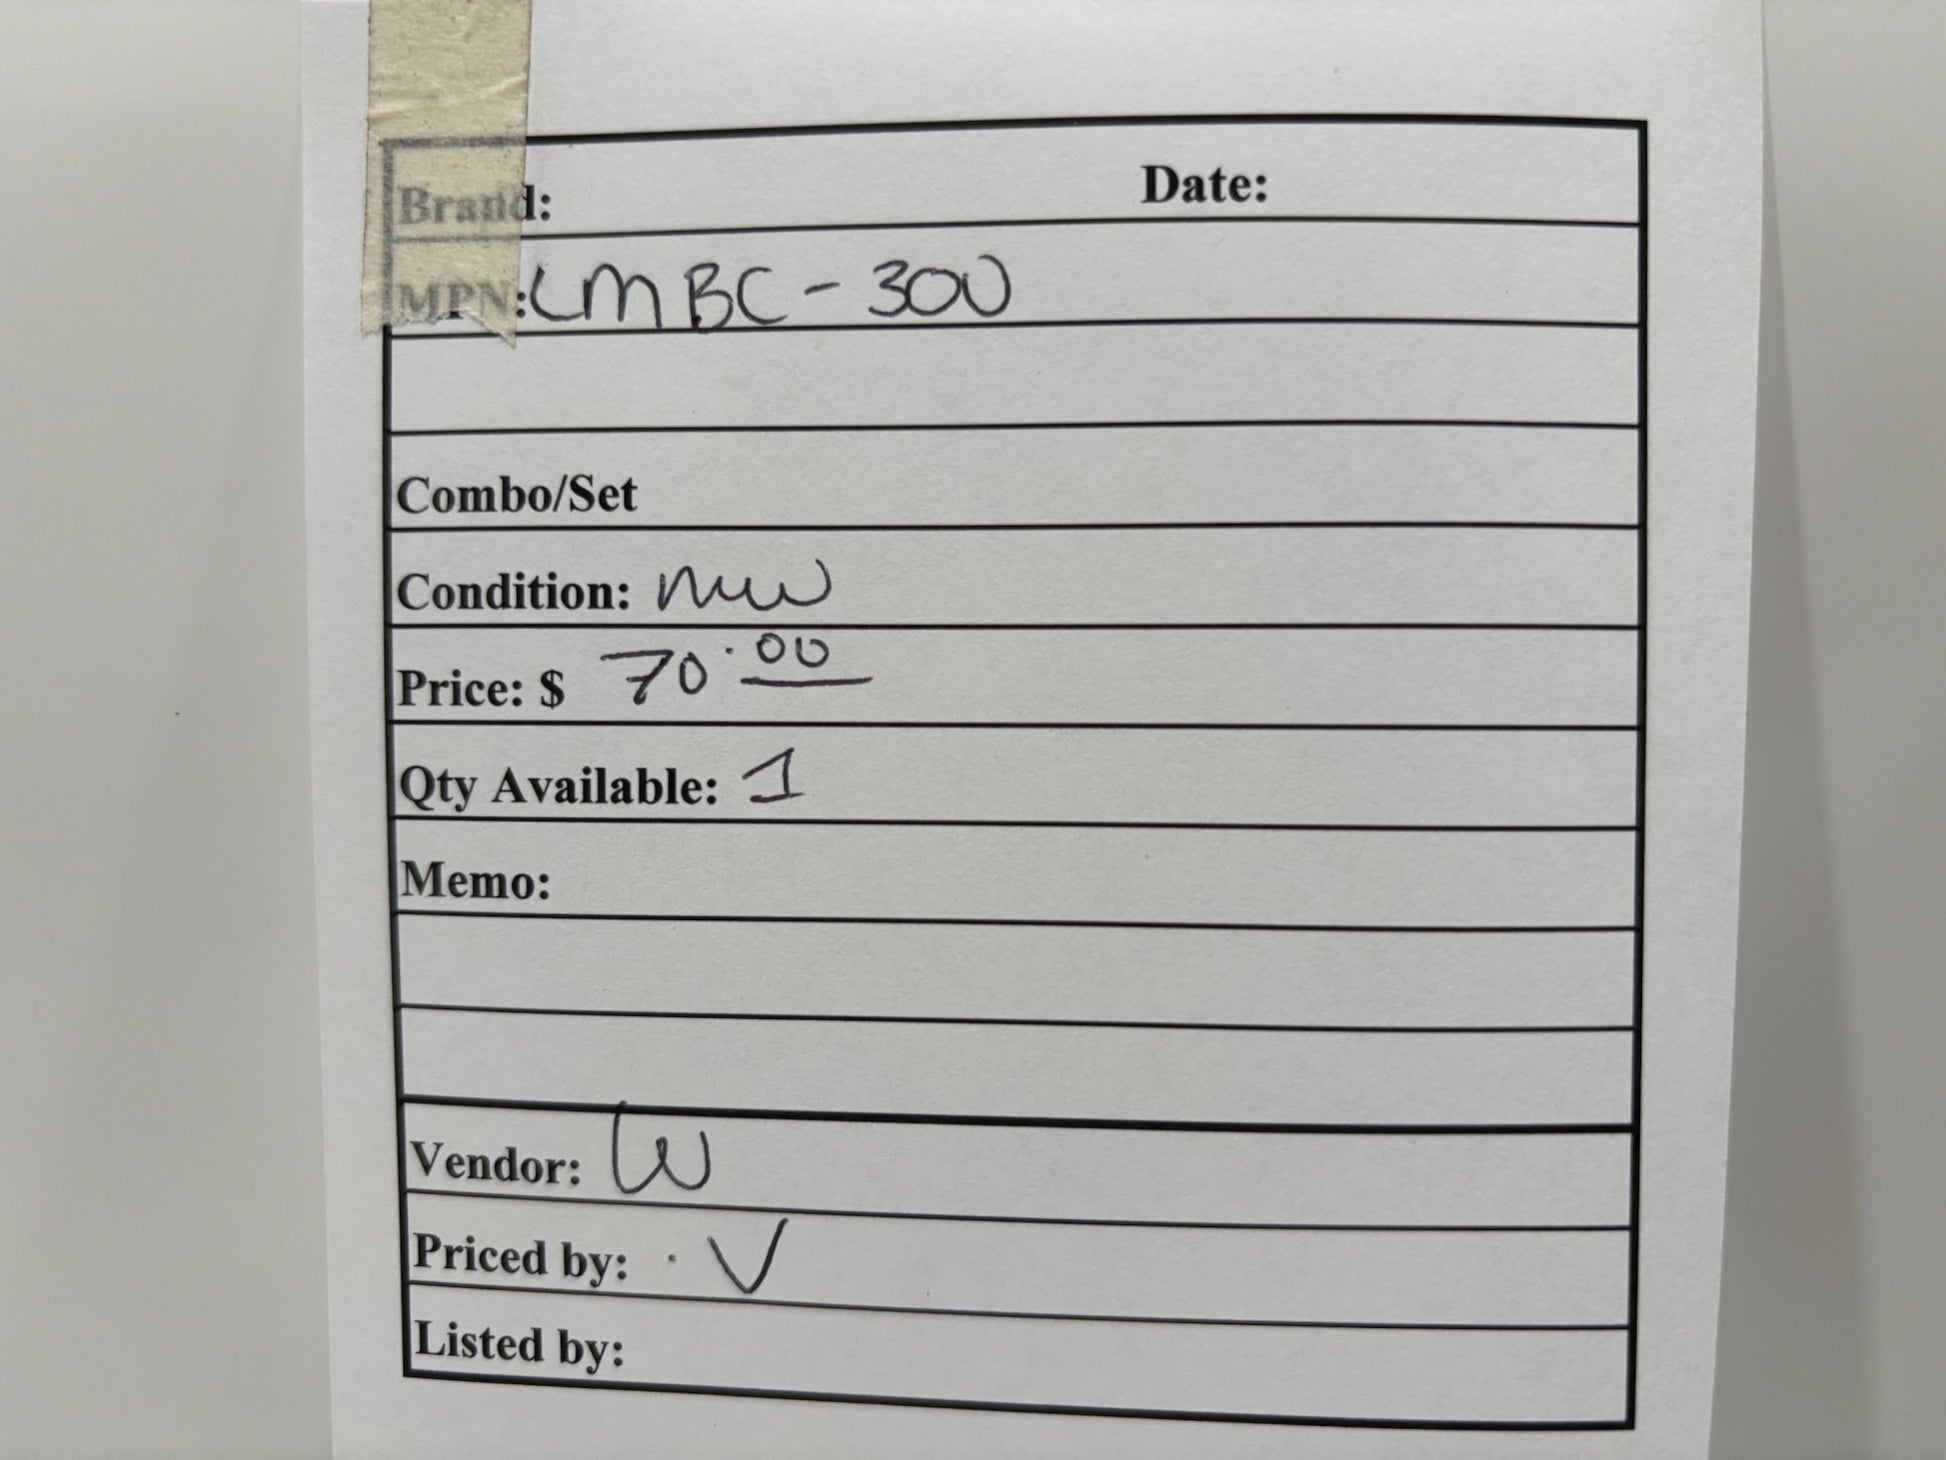 Brand: Date:
MPN: LMBC-300
Combo/Set
Condition: new
Price: $ 70.00
Qty Available: 1
Memo:
Vendor: W
Priced by: . V
Listed by: